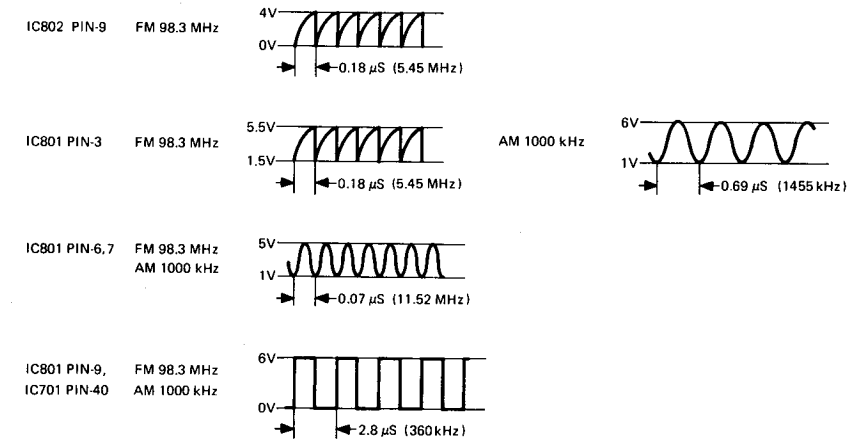 IC802 PIN-9 FM 98.3 MHz
4V
0V
0.18 μS (5.45 MHz)
IC801 PIN-3 FM 98.3 MHz
5.5V
1.5V
0.18 μS (5.45 MHz)
AM 1000 kHz
6V
1V
0.69 μS (1455 kHz)
IC801 PIN-6,7 FM 98.3 MHz
AM 1000 kHz
5V
1V
0.07 μS (11.52 MHz)
IC801 PIN-9, FM 98.3 MHz
IC701 PIN-40 AM 1000 kHz
6V
0V
2.8 μS (360kHz)